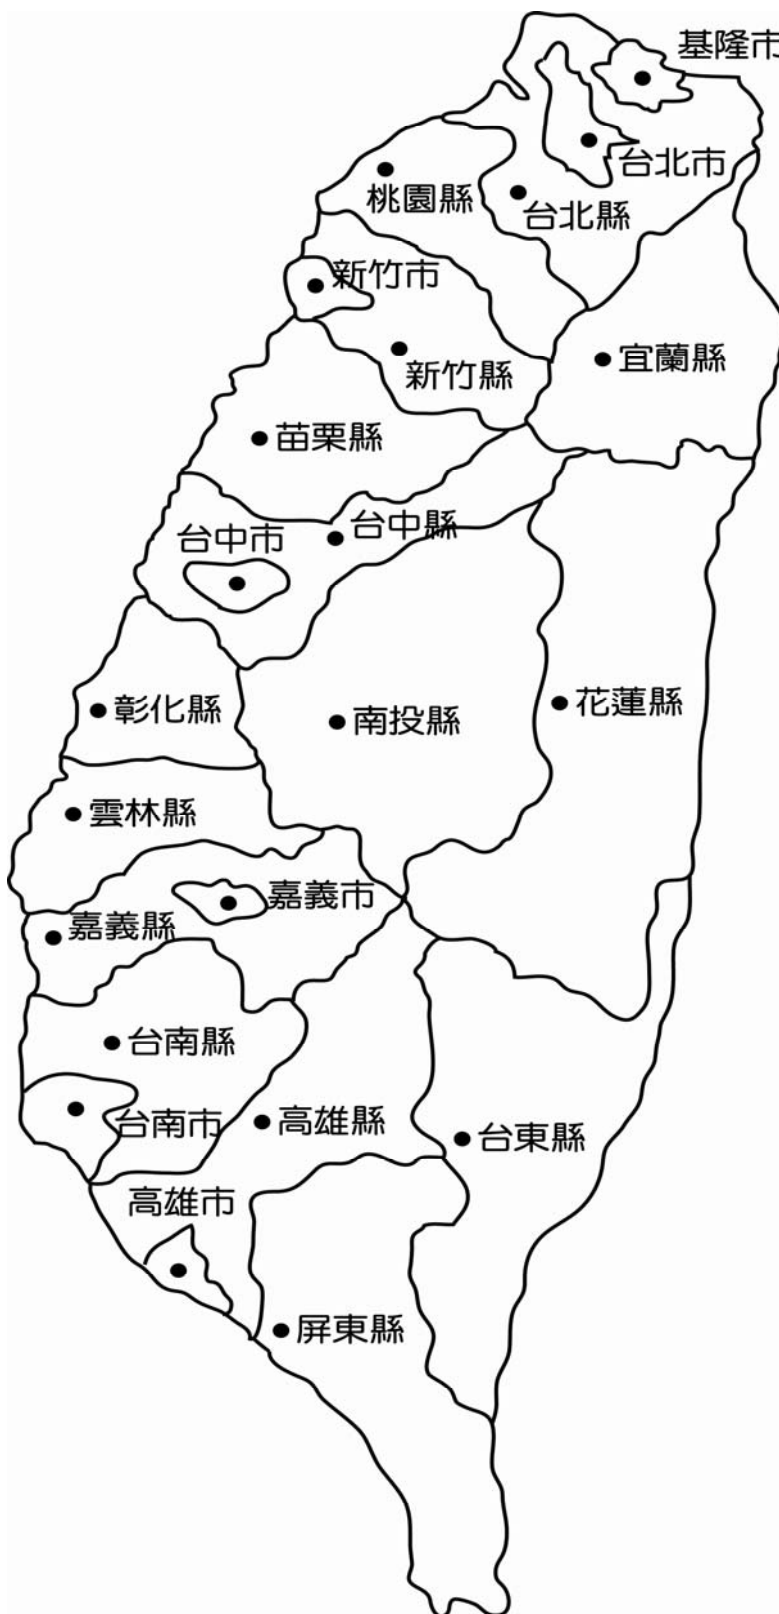 基隆市
台北市
桃園縣
台北縣
新竹市
新竹縣
宜蘭縣
苗栗縣
台中縣
台中市
彰化縣
南投縣
花蓮縣
雲林縣
嘉義市
嘉義縣
台南縣
台南市
高雄縣
台東縣
高雄市
屏東縣